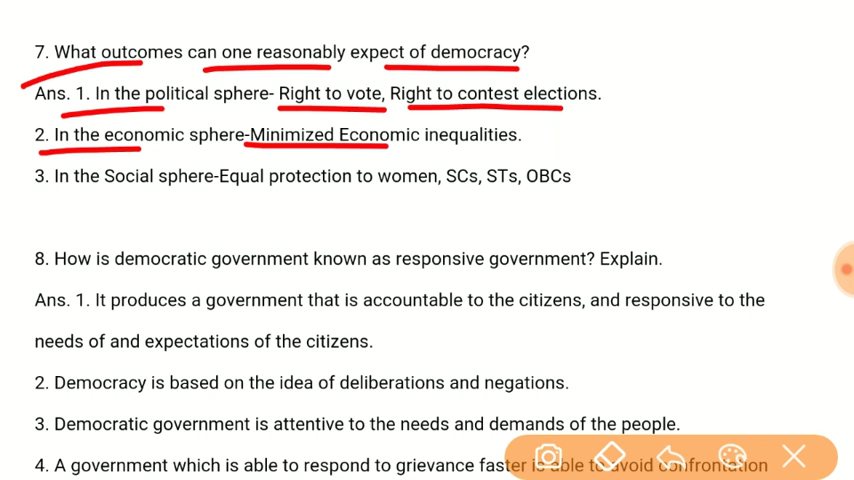 7. What outcomes can one reasonably expect of democracy?
Ans. 1. In the political sphere- Right to vote, Right to contest elections.
2. In the economic sphere-Minimized Economic inequalities.
3. In the Social sphere-Equal protection to women, SCs, STs, OBCs
8. How is democratic government known as responsive government? Explain.
Ans. 1. It produces a government that is accountable to the citizens, and responsive to the
needs of and expectations of the citizens.
2. Democracy is based on the idea of deliberations and negations.
3. Democratic government is attentive to the needs and demands of the people.
4. A government which is able to respond to grievance faster is able to avoid confrontation